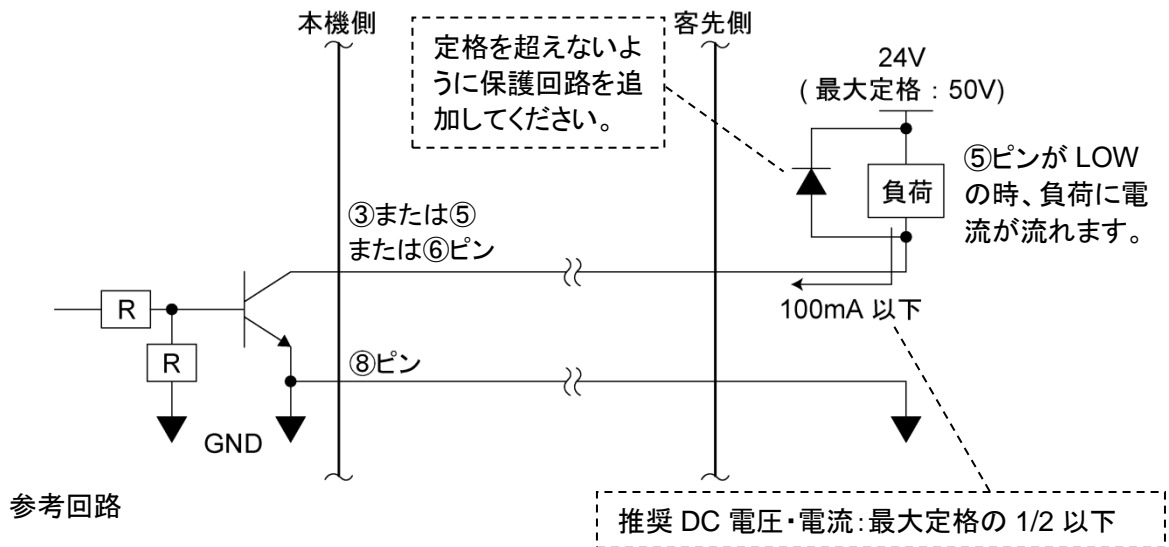 本機側
客先側
定格を超えないよ
うに保護回路を追
加してください。
24V
( 最大定格 : 50V)
負荷
⑤ピンが LOW
の時、負荷に電
流が流れます。
③または⑤
または⑥ピン
100mA 以下
R
R
⑧ピン
GND
参考回路
推奨 DC 電圧・電流:最大定格の 1/2 以下